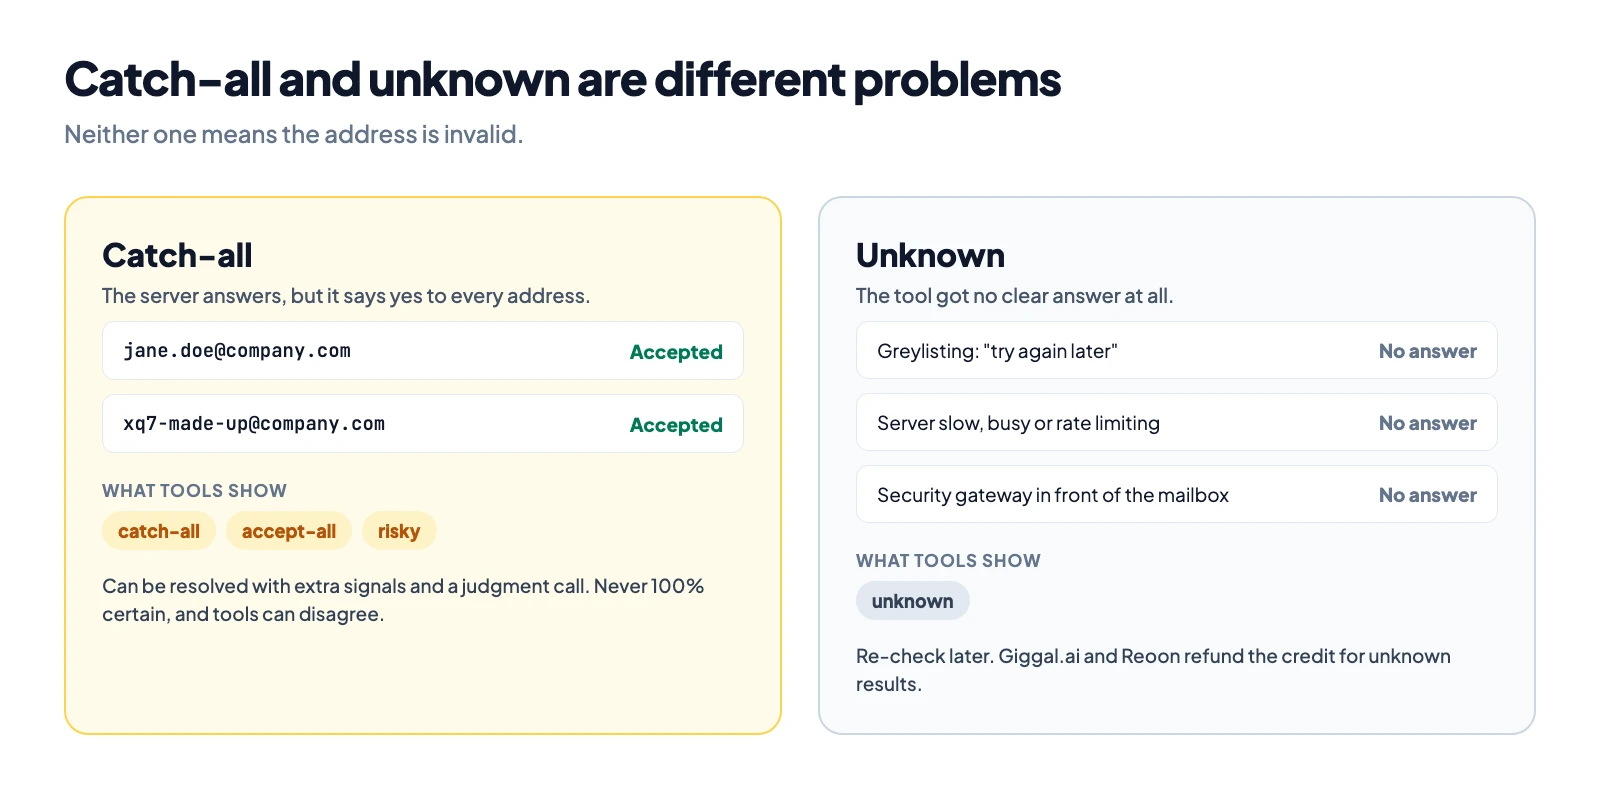 Catch-all and unknown are different problems
Neither one means the address is invalid.
Catch-all
The server answers, but it says yes to every address.
jane.doe@company.com Accepted
xq7-made-up@company.com Accepted
WHAT TOOLS SHOW
catch-all accept-all risky
Can be resolved with extra signals and a judgment call. Never 100%
certain, and tools can disagree.
Unknown
The tool got no clear answer at all.
Greylisting: "try again later" No answer
Server slow, busy or rate limiting No answer
Security gateway in front of the mailbox No answer
WHAT TOOLS SHOW
unknown
Re-check later. Giggal.ai and Reoon refund the credit for unknown
results.